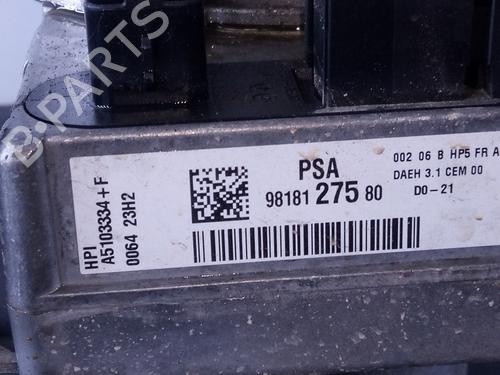 B-PARTS
HPI
A5103334+F
0064 23H2
PSA
98181 275 80
002 06 B HP5 FR A
DAEH 3.1 CEM 00
D0-21